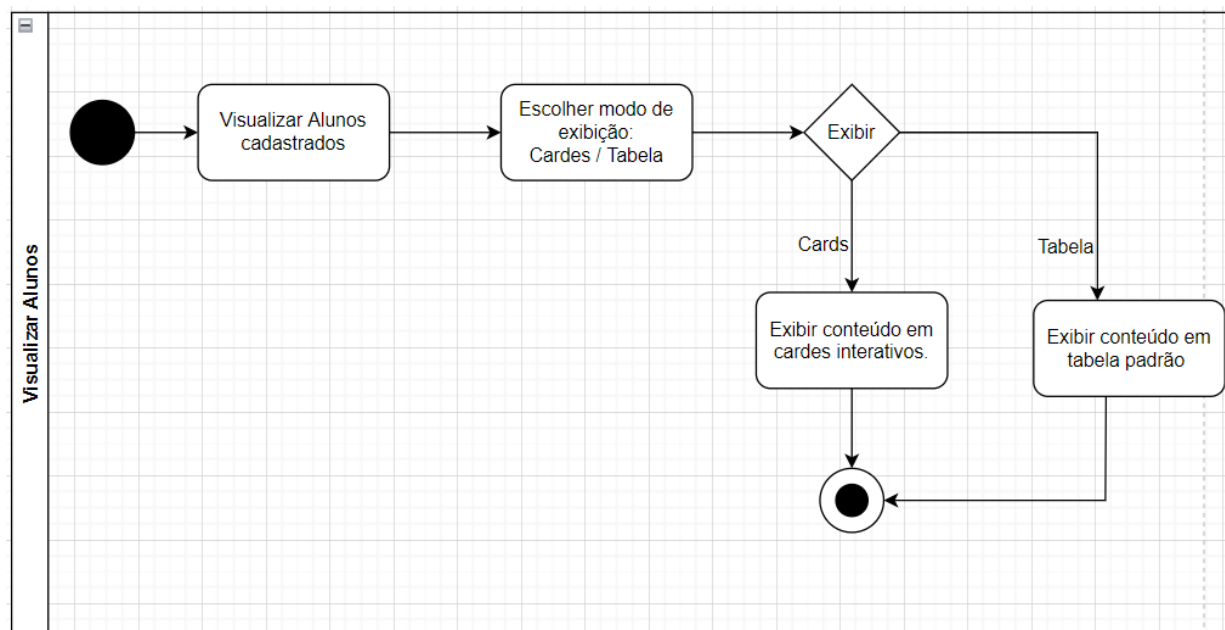 Visualizar Alunos
Visualizar Alunos
cadastrados
Escolher modo de
exibição:
Cardes / Tabela
Exibir
Cards
Tabela
Exibir conteúdo em
cardes interativos.
Exibir conteúdo em
tabela padrão